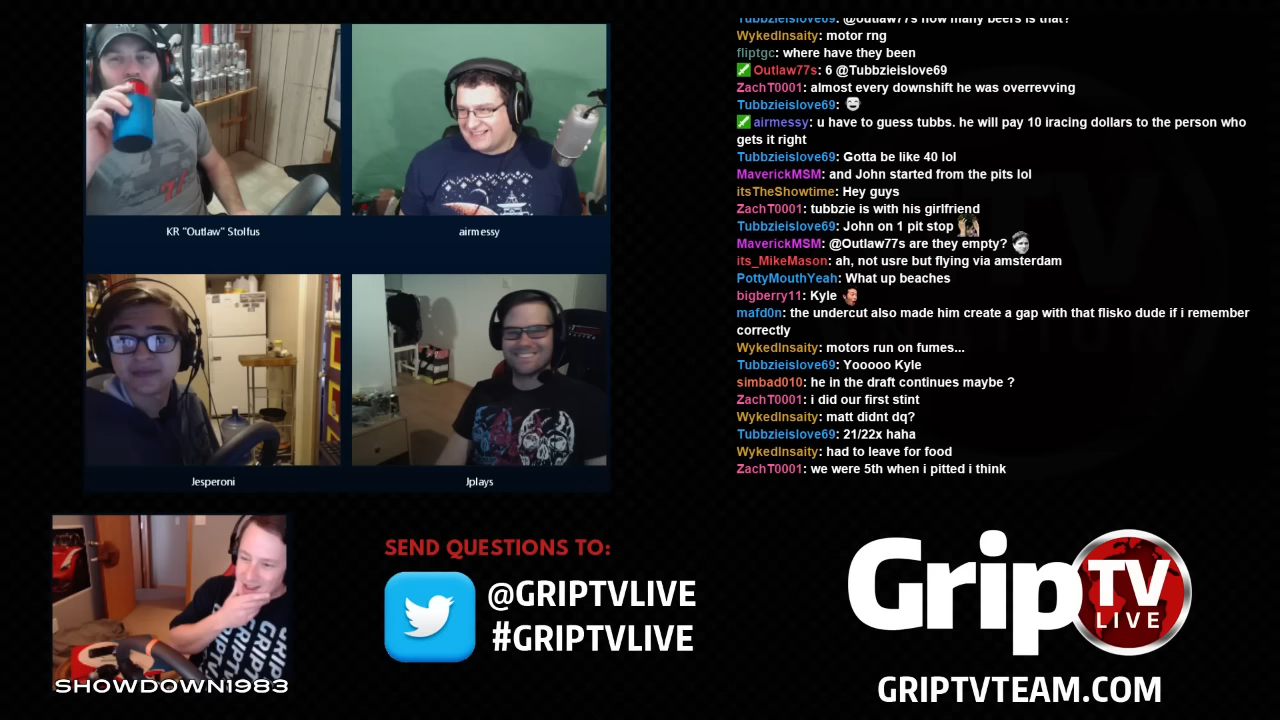 Tubbzieislove69: @outlaw77s how many beers is that?
WykedInsaity: motor rng
fliptgc: where have they been
Outlaw77s: 6 @Tubbzieislove69
ZachT0001: almost every downshift he was overrevving
Tubbzieislove69:
airmessy: u have to guess tubbs. he will pay 10 iracing dollars to the person who
gets it right
Tubbzieislove69: Gotta be like 40 lol
MaverickMSM: and John started from the pits lol
itsTheShowtime: Hey guys
ZachT0001: tubbzie is with his girlfriend
Tubbzieislove69: John on 1 pit stop
MaverickMSM: @Outlaw77s are they empty?
its_MikeMason: ah, not usre but flying via amsterdam
PottyMouthYeah: What up beaches
bigberry11: Kyle
mafd0n: the undercut also made him create a gap with that flisko dude if i remember
correctly
WykedInsaity: motors run on fumes...
Tubbzieislove69: Yooooo Kyle
simbad010: he in the draft continues maybe ?
ZachT0001: i did our first stint
WykedInsaity: matt didnt dq?
Tubbzieislove69: 21/22x haha
WykedInsaity: had to leave for food
ZachT0001: we were 5th when i pitted i think
KR "Outlaw" Stolfus
airmessy
Jesperoni
Jplays
SHOWDOWN1983
SEND QUESTIONS TO:
@GRIPTVLIVE
#GRIPTVLIVE
Grip TV
LIVE
GRIPTVTEAM.COM